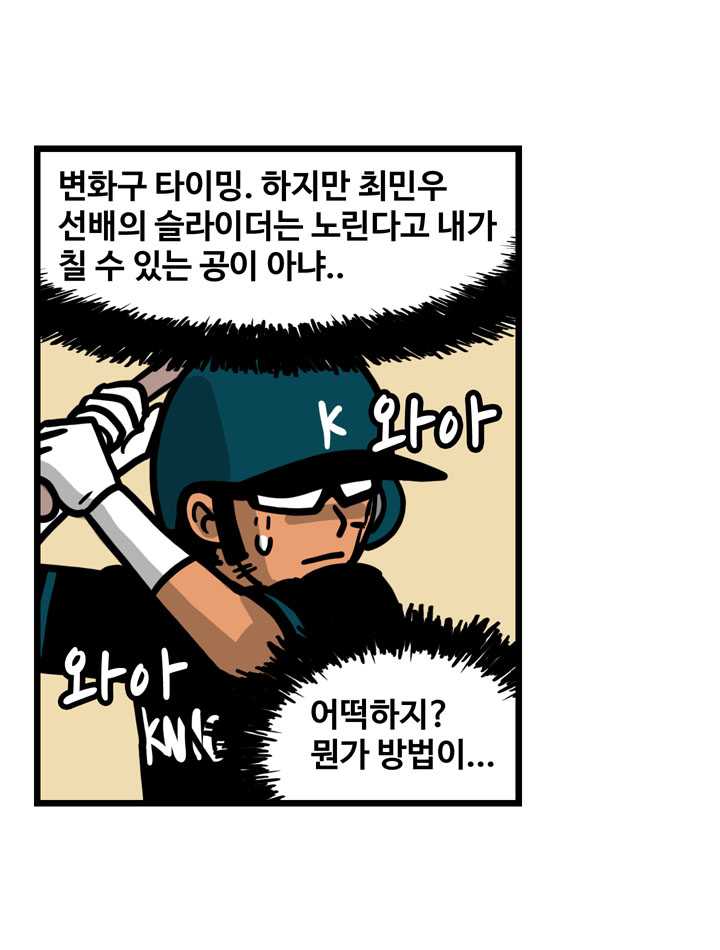 변화구 타이밍. 하지만 최민우
선배의 슬라이더는 노린다고 내가
칠 수 있는 공이 아냐..
K
와아
와아
어떡하지?
뭔가 방법이...